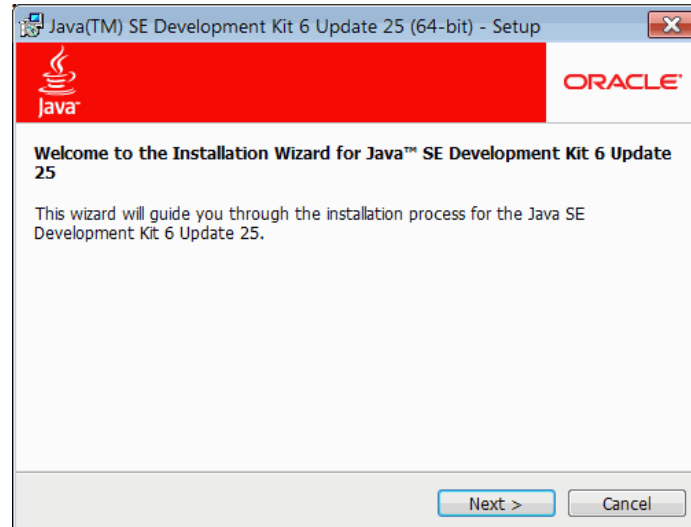 Java(TM) SE Development Kit 6 Update 25 (64-bit) - Setup
Java™
ORACLE®
Welcome to the Installation Wizard for Java™ SE Development Kit 6 Update
25
This wizard will guide you through the installation process for the Java SE
Development Kit 6 Update 25.
Next >
Cancel